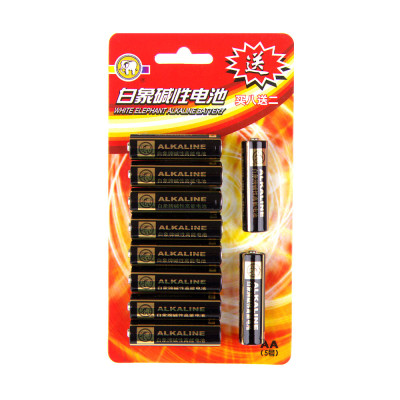 送
白象碱性电池
WHITE ELEPHANT ALKALINE BATTERY
买八送二
ALKALINE
ALKALINE
ALKALINE
ALKALINE
ALKALINE
ALKALINE
ALKALINE
ALKALINE
ALKALINE
ALKALINE
AA
(5号)